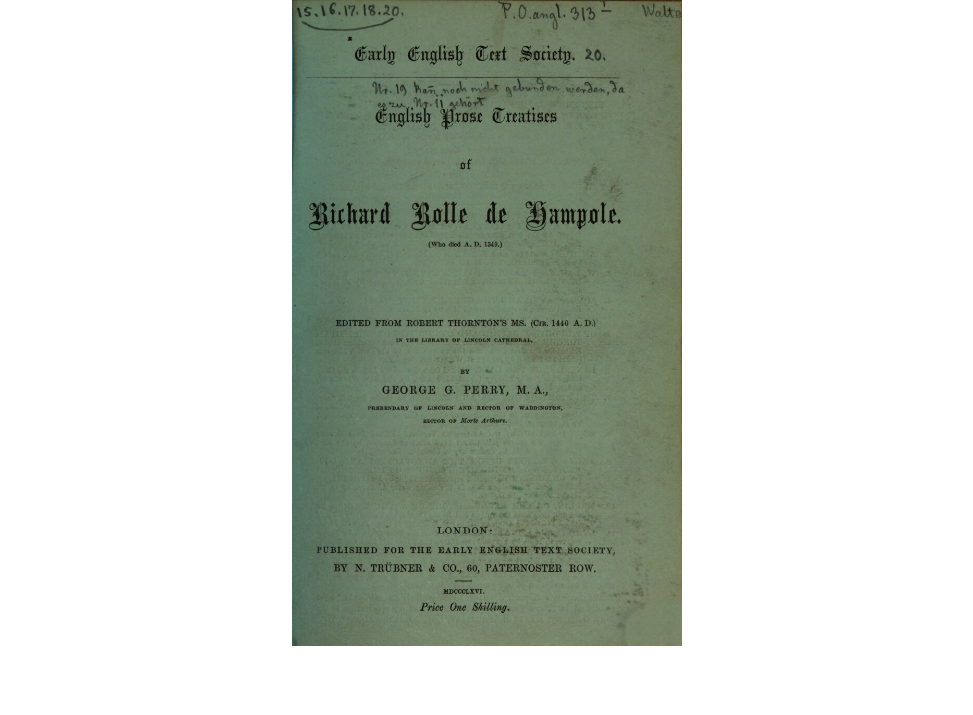 15.16.17.18.20.
P.O.angl. 313 I
Walta
Early English Text Society. 20.
Nr. 19 kan̄ noch nicht gebunden werden, da
es zu Nr. 11 gehört
English Prose Treatises
of
Richard Rolle de Hampole.
(Who died A. D. 1349.)
EDITED FROM ROBERT THORNTON'S MS. (Cir. 1440 A. D.)
IN THE LIBRARY OF LINCOLN CATHEDRAL,
BY
GEORGE G. PERRY, M. A.,
PREBENDARY OF LINCOLN AND RECTOR OF WADDINGTON,
EDITOR OF Morte Arthure.
LONDON:
PUBLISHED FOR THE EARLY ENGLISH TEXT SOCIETY,
BY N. TRÜBNER & CO., 60, PATERNOSTER ROW.
MDCCCLXVI.
Price One Shilling.